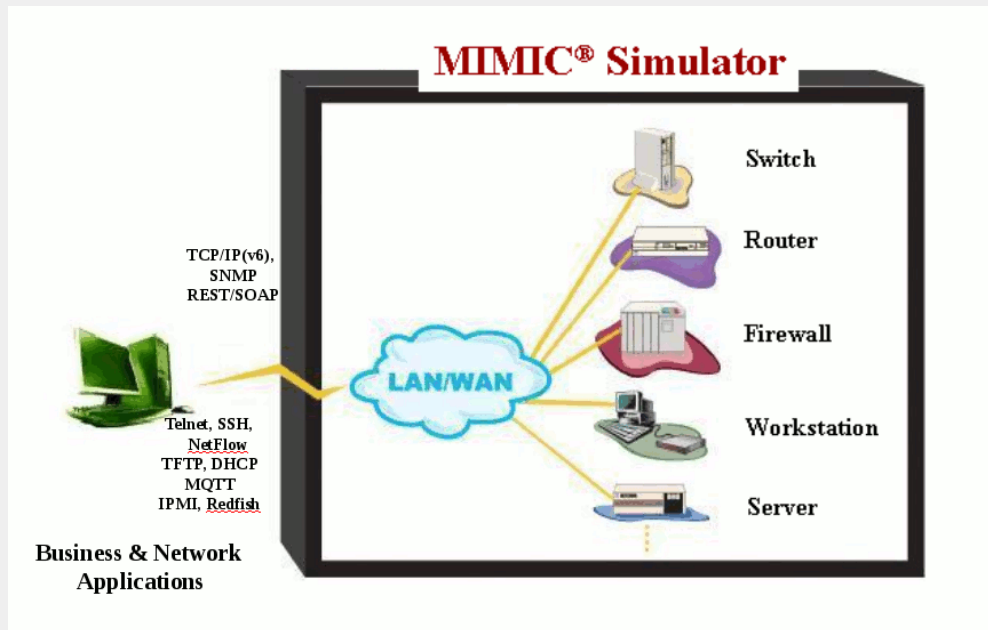 MIMIC® Simulator
Switch
Router
TCP/IP(v6),
SNMP
REST/SOAP
Firewall
LAN/WAN
Telnet, SSH,
NetFlow
TFTP, DHCP
MQTT
IPMI, Redfish
Workstation
Server
Business & Network
Applications